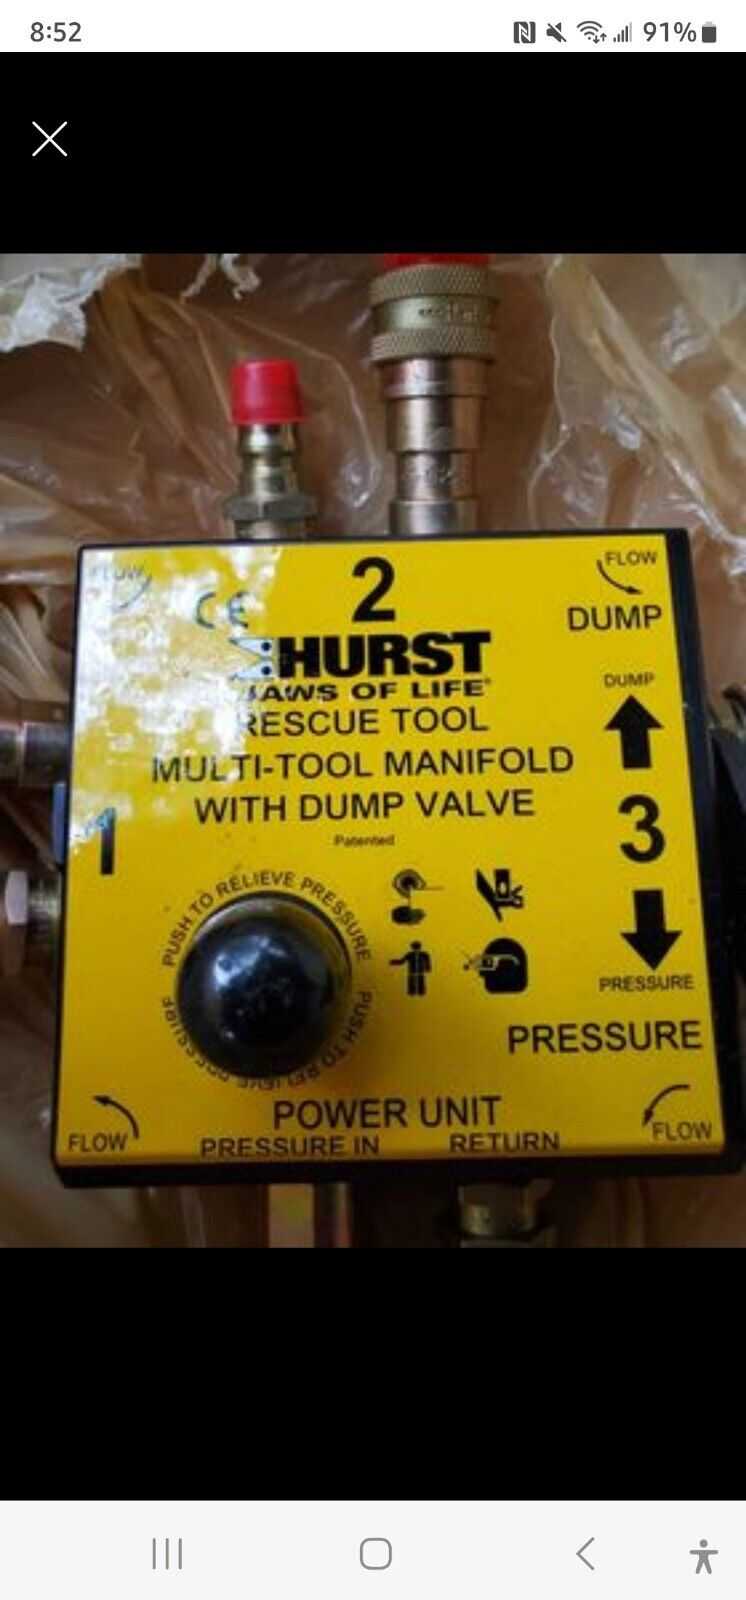 8:52
91%
FLOW
2
FLOW
CE
DUMP
HURST
JAWS OF LIFE®
DUMP
RESCUE TOOL
MULTI-TOOL MANIFOLD
WITH DUMP VALVE
3
1
Patented
PUSH TO RELIEVE PRESSURE
PUSH TO RELIEVE PRESSURE
PRESSURE
PRESSURE
POWER UNIT
FLOW
PRESSURE IN
RETURN
FLOW